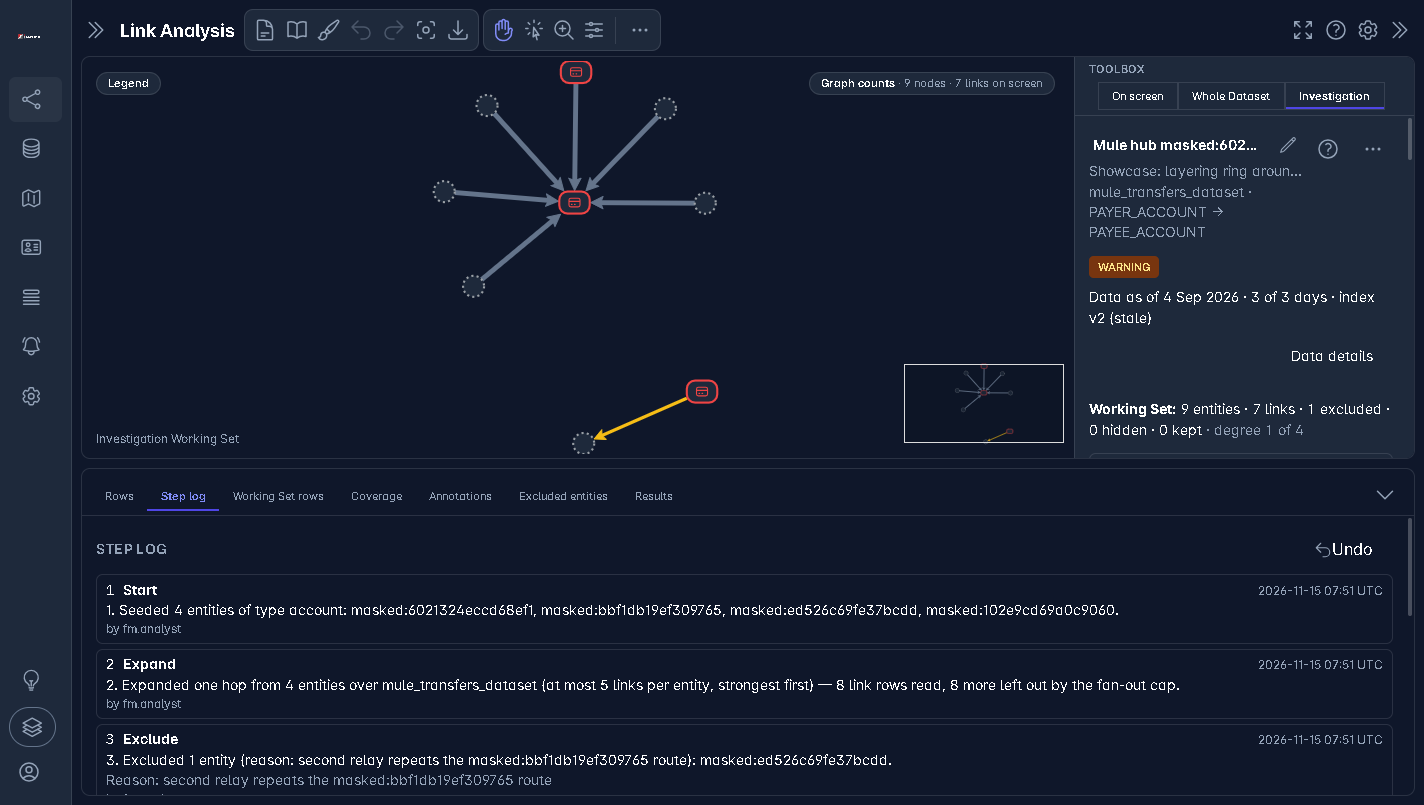 Link Analysis
Legend
Graph counts · 9 nodes · 7 links on screen
Investigation Working Set
TOOLBOX
On screen
Whole Dataset
Investigation
Mule hub masked:602...
Showcase: layering ring aroun...
mule_transfers_dataset ·
PAYER_ACCOUNT →
PAYEE_ACCOUNT
WARNING
Data as of 4 Sep 2026 · 3 of 3 days · index
v2 (stale)
Data details
Working Set: 9 entities · 7 links · 1 excluded ·
0 hidden · 0 kept · degree 1 of 4
Rows
Step log
Working Set rows
Coverage
Annotations
Excluded entities
Results
STEP LOG
Undo
1 Start
2026-11-15 07:51 UTC
1. Seeded 4 entities of type account: masked:6021324eccd68ef1, masked:bbf1db19ef309765, masked:ed526c69fe37bcdd, masked:102e9cd69a0c9060.
by fm.analyst
2 Expand
2026-11-15 07:51 UTC
2. Expanded one hop from 4 entities over mule_transfers_dataset (at most 5 links per entity, strongest first) — 8 link rows read, 8 more left out by the fan-out cap.
by fm.analyst
3 Exclude
2026-11-15 07:51 UTC
3. Excluded 1 entity (reason: second relay repeats the masked:bbf1db19ef309765 route): masked:ed526c69fe37bcdd.
Reason: second relay repeats the masked:bbf1db19ef309765 route